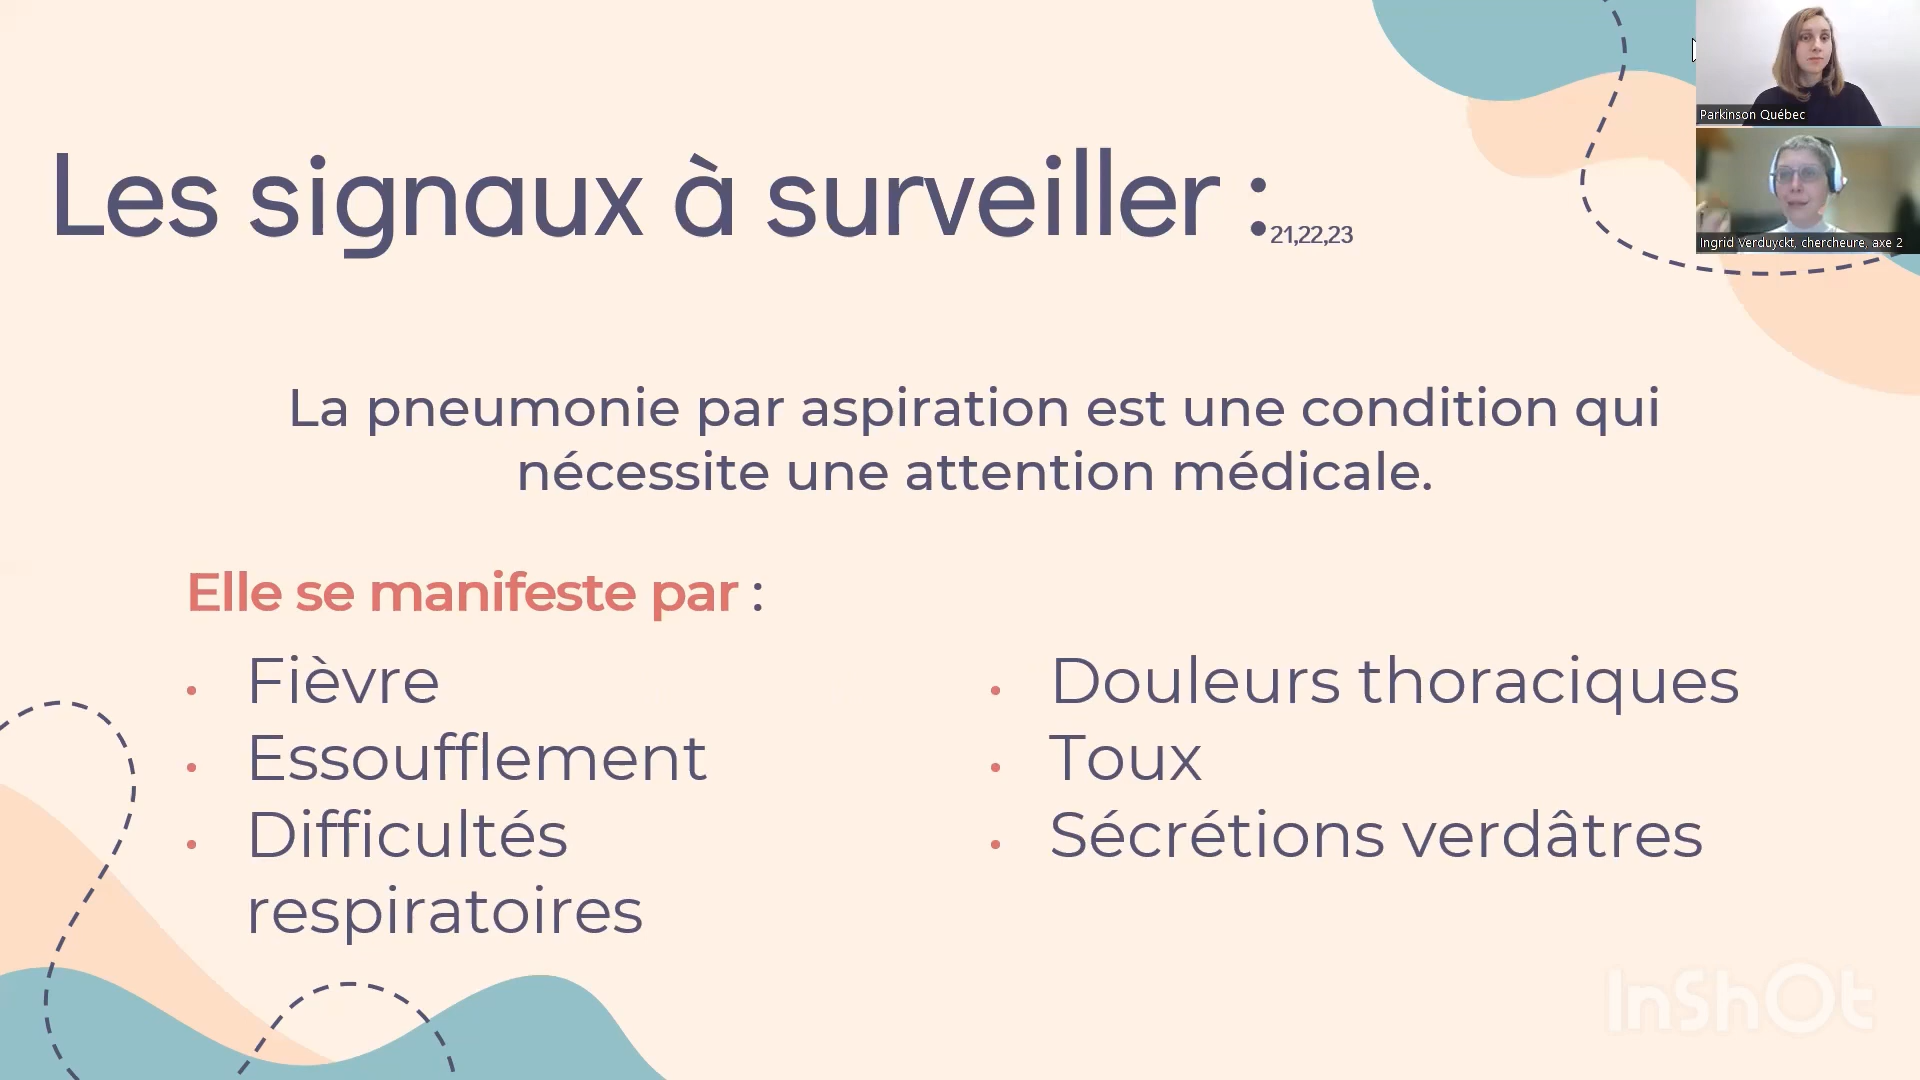 Les signaux à surveiller : 21,22,23
La pneumonie par aspiration est une condition qui
nécessite une attention médicale.
Elle se manifeste par :
• Fièvre
• Essoufflement
• Difficultés
respiratoires
• Douleurs thoraciques
• Toux
• Sécrétions verdâtres
Parkinson Québec
Ingrid Verduyckt, chercheure, axe 2
InShOt